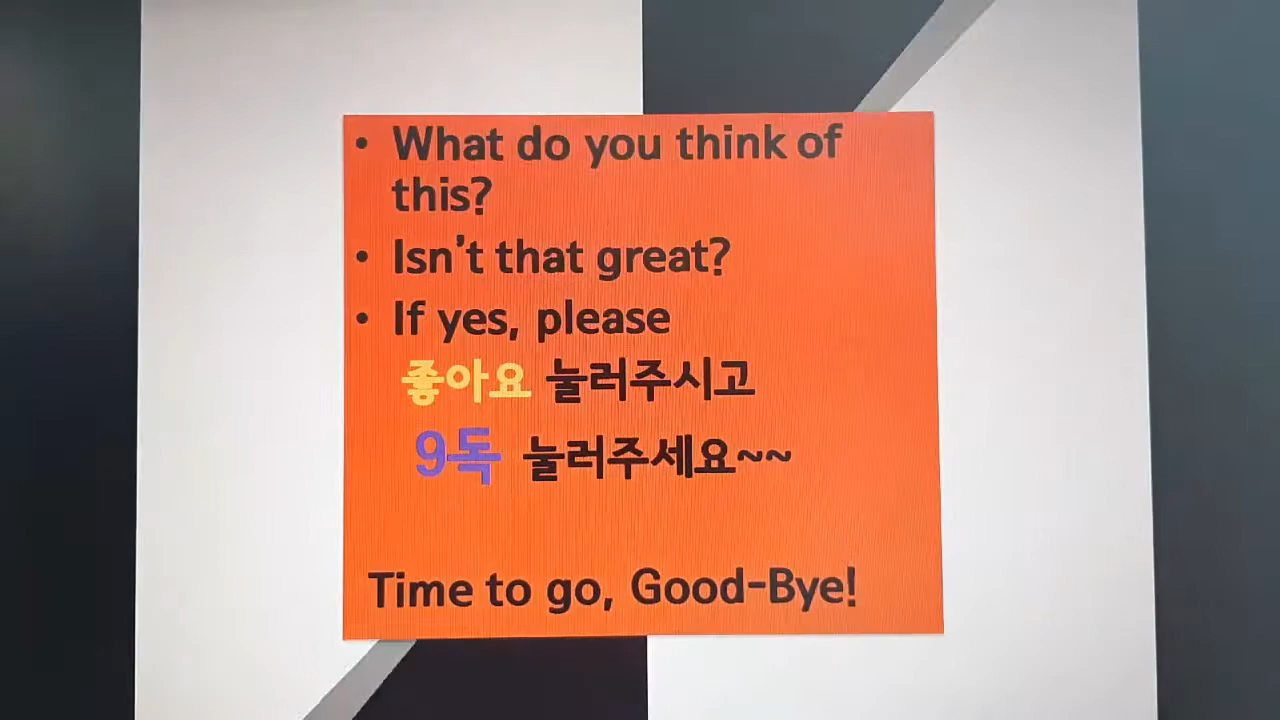 • What do you think of
this?
• Isn't that great?
• If yes, please
좋아요 눌러주시고
9독 눌러주세요~~
Time to go, Good-Bye!